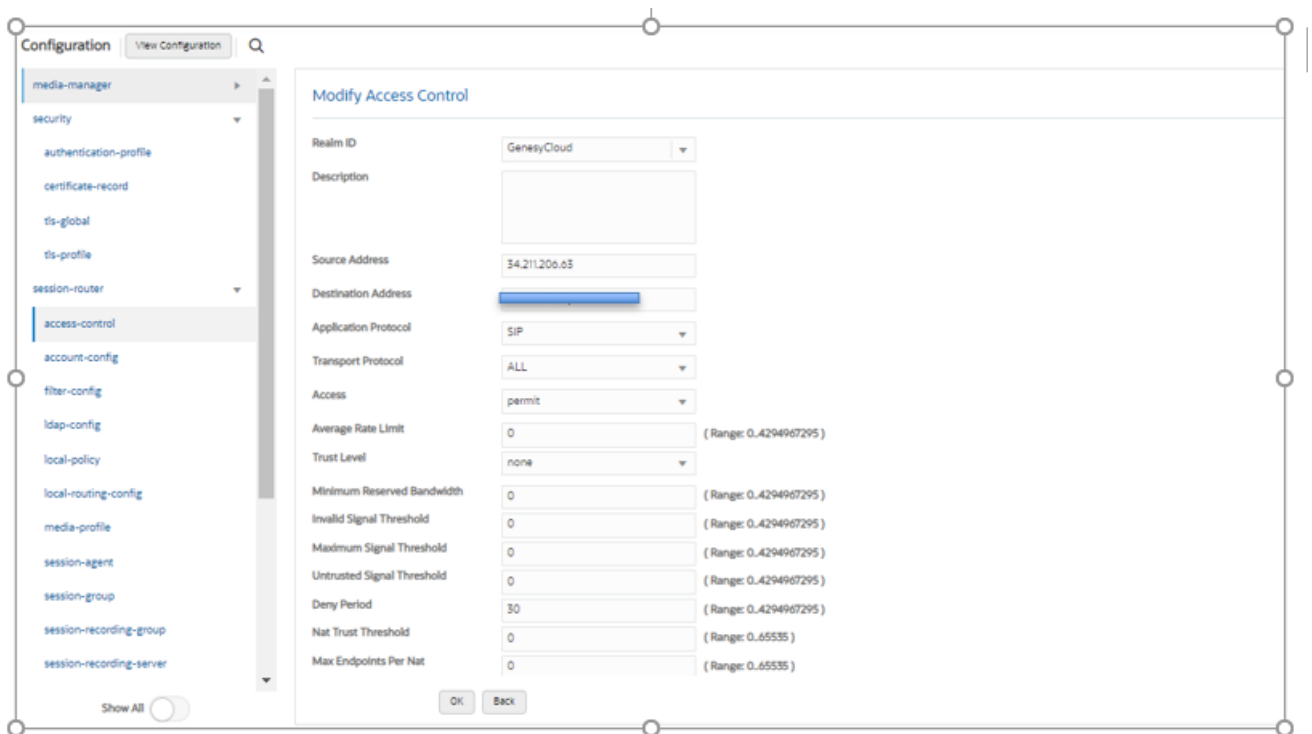 Configuration View Configuration
media-manager
security
authentication-profile
certificate-record
tls-global
tls-profile
session-router
access-control
account-config
filter-config
ldap-config
local-policy
local-routing-config
media-profile
session-agent
session-group
session-recording-group
session-recording-server
Show All
Modify Access Control
Realm ID GenesyCloud
Description
Source Address 34.211.206.63
Destination Address
Application Protocol SIP
Transport Protocol ALL
Access permit
Average Rate Limit 0 ( Range: 0..4294967295 )
Trust Level none
Minimum Reserved Bandwidth 0 ( Range: 0..4294967295 )
Invalid Signal Threshold 0 ( Range: 0..4294967295 )
Maximum Signal Threshold 0 ( Range: 0..4294967295 )
Untrusted Signal Threshold 0 ( Range: 0..4294967295 )
Deny Period 30 ( Range: 0..4294967295 )
Nat Trust Threshold 0 ( Range: 0..65535 )
Max Endpoints Per Nat 0 ( Range: 0..65535 )
OK Back